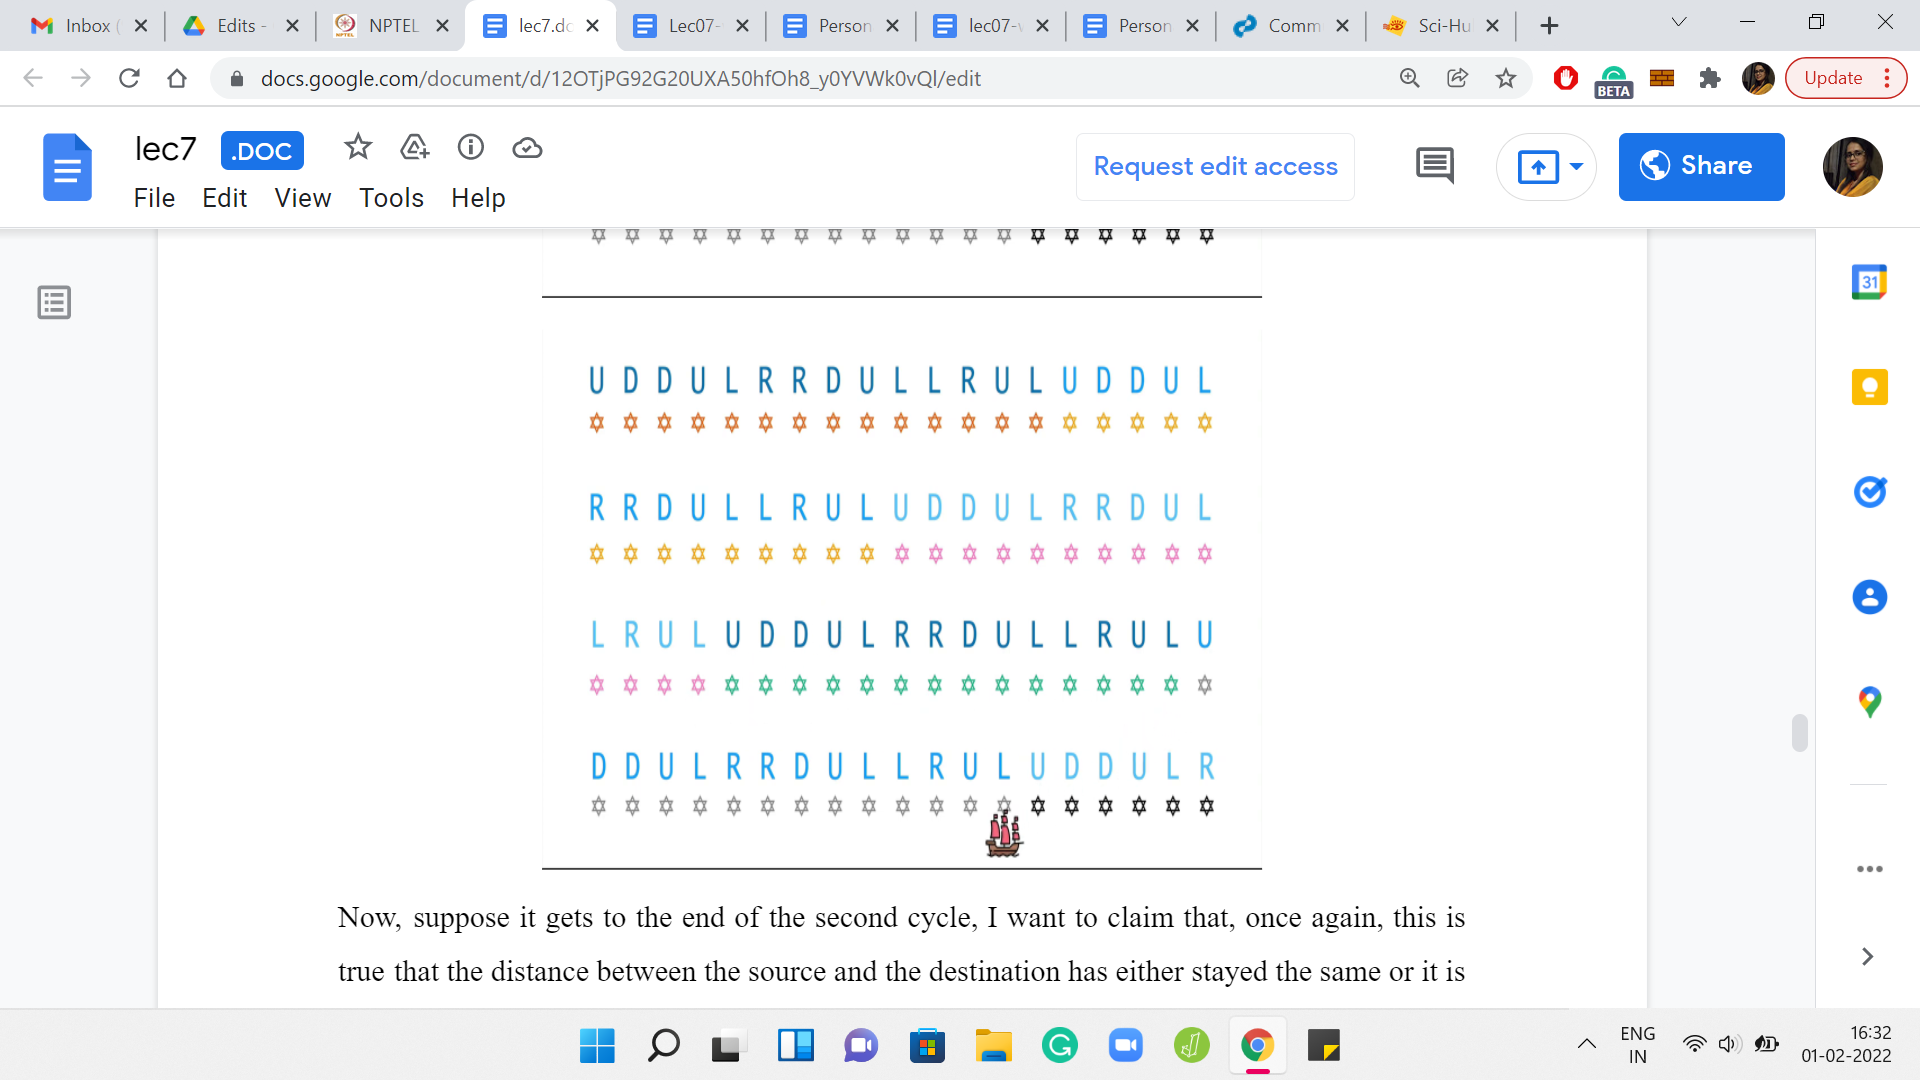 Inbox (
Edits -
NPTEL
lec7.do
Lec07-
Person
lec07-v
Person
Comm
Sci-Hu
docs.google.com/document/d/12OTjPG92G20UXA50hfOh8_y0YVWk0vQl/edit
BETA
Update
lec7 .DOC
Request edit access
Share
File Edit View Tools Help
31
U D D U L R R D U L L R U L U D D U L
R R D U L L R U L U D D U L R R D U L
L R U L U D D U L R R D U L L R U L U
D D U L R R D U L L R U L U D D U L R
Now, suppose it gets to the end of the second cycle, I want to claim that, once again, this is
true that the distance between the source and the destination has either stayed the same or it is
ENG
IN
16:32
01-02-2022